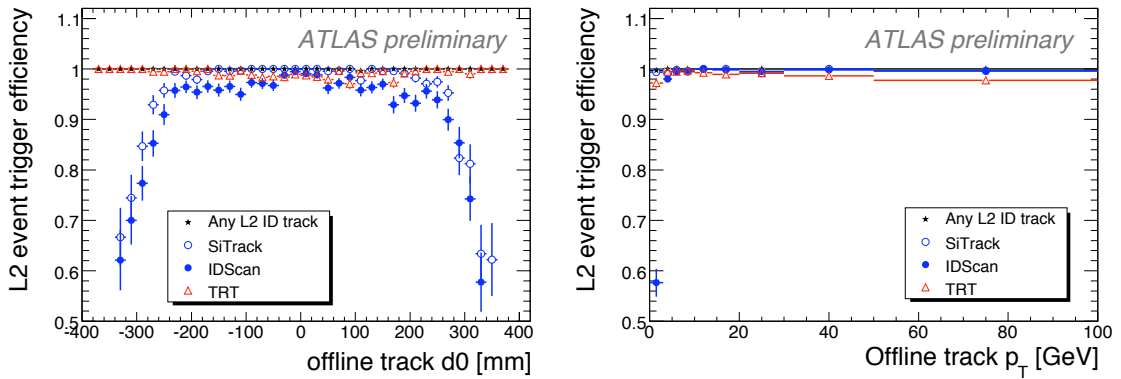 ATLAS preliminary
L2 event trigger efficiency
1.1
1
0.9
0.8
0.7
0.6
0.5
Any L2 ID track
SiTrack
IDScan
TRT
-400 -300 -200 -100 0 100 200 300 400
offline track d0 [mm]
ATLAS preliminary
L2 event trigger efficiency
1.1
1
0.9
0.8
0.7
0.6
0.5
Any L2 ID track
SiTrack
IDScan
TRT
0 20 40 60 80 100
Offline track p_T [GeV]